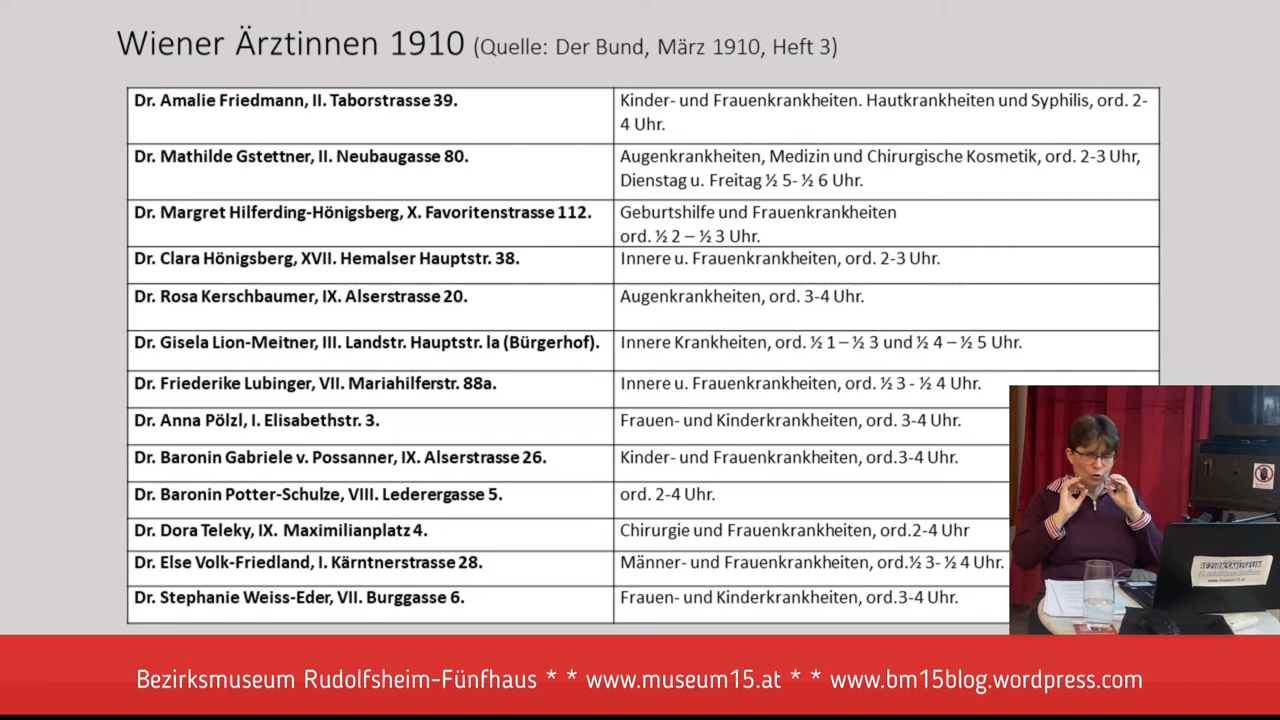 Wiener Ärztinnen 1910 (Quelle: Der Bund, März 1910, Heft 3)
Dr. Amalie Friedmann, II. Taborstrasse 39.
Kinder- und Frauenkrankheiten. Hautkrankheiten und Syphilis, ord. 2-
4 Uhr.
Dr. Mathilde Gstettner, II. Neubaugasse 80.
Augenkrankheiten, Medizin und Chirurgische Kosmetik, ord. 2-3 Uhr,
Dienstag u. Freitag ½ 5- ½ 6 Uhr.
Dr. Margret Hilferding-Hönigsberg, X. Favoritenstrasse 112.
Geburtshilfe und Frauenkrankheiten
ord. ½ 2 – ½ 3 Uhr.
Dr. Clara Hönigsberg, XVII. Hemalser Hauptstr. 38.
Innere u. Frauenkrankheiten, ord. 2-3 Uhr.
Dr. Rosa Kerschbaumer, IX. Alserstrasse 20.
Augenkrankheiten, ord. 3-4 Uhr.
Dr. Gisela Lion-Meitner, III. Landstr. Hauptstr. la (Bürgerhof).
Innere Krankheiten, ord. ½ 1 – ½ 3 und ½ 4 – ½ 5 Uhr.
Dr. Friederike Lubinger, VII. Mariahilferstr. 88a.
Innere u. Frauenkrankheiten, ord. ½ 3 - ½ 4 Uhr.
Dr. Anna Pölzl, I. Elisabethstr. 3.
Frauen- und Kinderkrankheiten, ord. 3-4 Uhr.
Dr. Baronin Gabriele v. Possanner, IX. Alserstrasse 26.
Kinder- und Frauenkrankheiten, ord.3-4 Uhr.
Dr. Baronin Potter-Schulze, VIII. Lederergasse 5.
ord. 2-4 Uhr.
Dr. Dora Teleky, IX. Maximilianplatz 4.
Chirurgie und Frauenkrankheiten, ord.2-4 Uhr
Dr. Else Volk-Friedland, I. Kärntnerstrasse 28.
Männer- und Frauenkrankheiten, ord.½ 3- ½ 4 Uhr.
Dr. Stephanie Weiss-Eder, VII. Burggasse 6.
Frauen- und Kinderkrankheiten, ord.3-4 Uhr.
BEZIRKSMUSEUM
www.museum15.at
Bezirksmuseum Rudolfsheim-Fünfhaus * * www.museum15.at * * www.bm15blog.wordpress.com